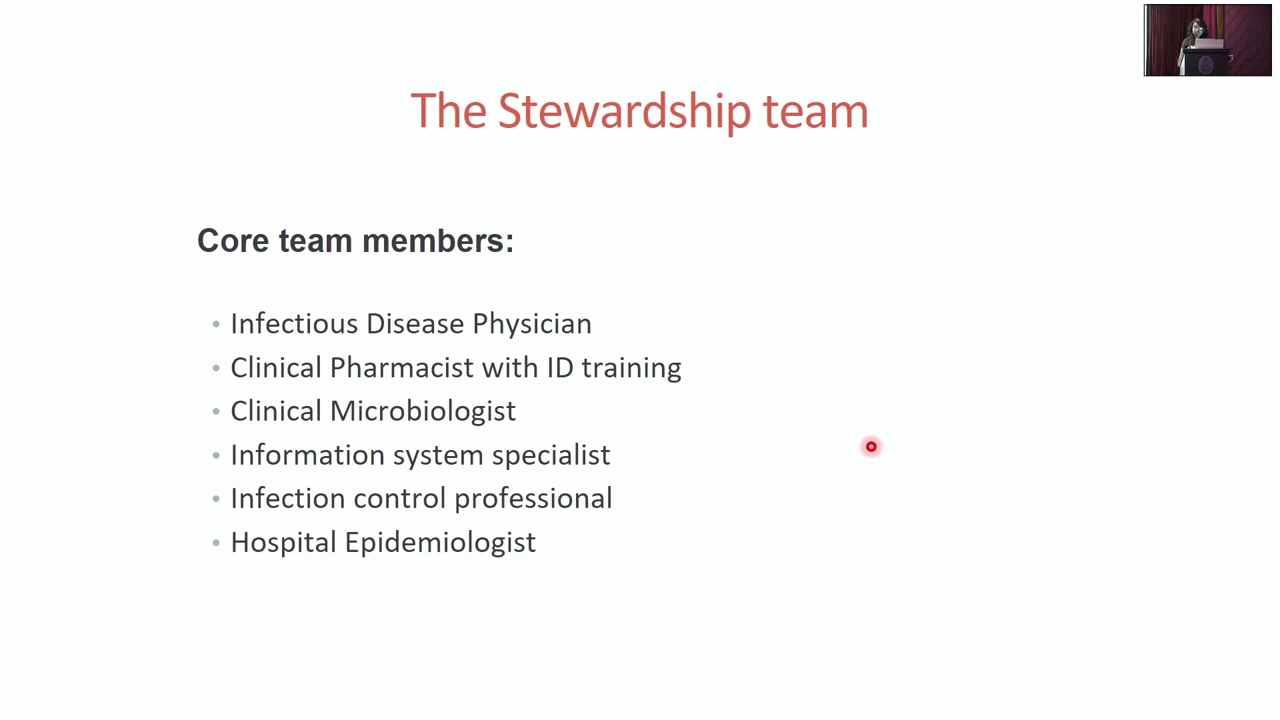 The Stewardship team
Core team members:
• Infectious Disease Physician
• Clinical Pharmacist with ID training
• Clinical Microbiologist
• Information system specialist
• Infection control professional
• Hospital Epidemiologist